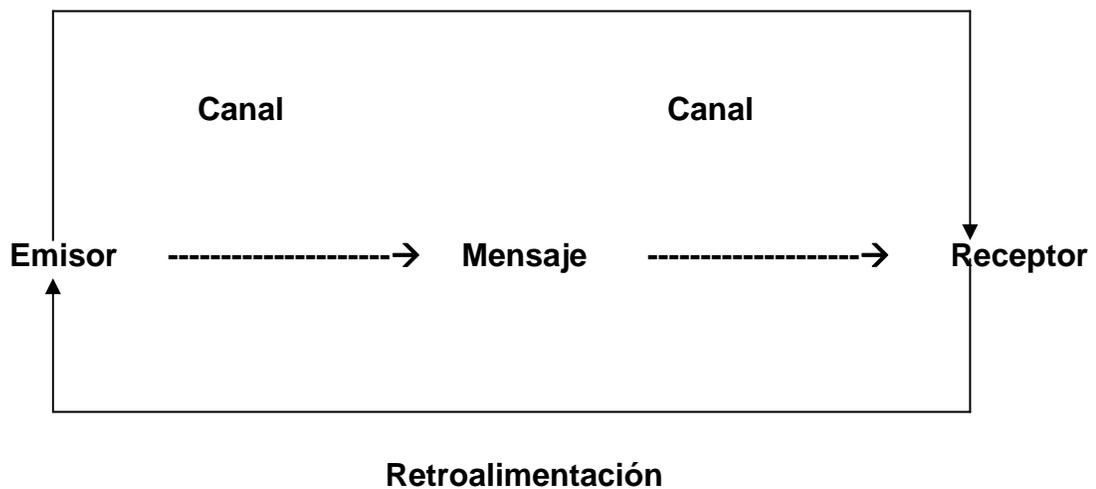 Canal Canal
Emisor ---------------------→ Mensaje --------------------→ Receptor
Retroalimentación